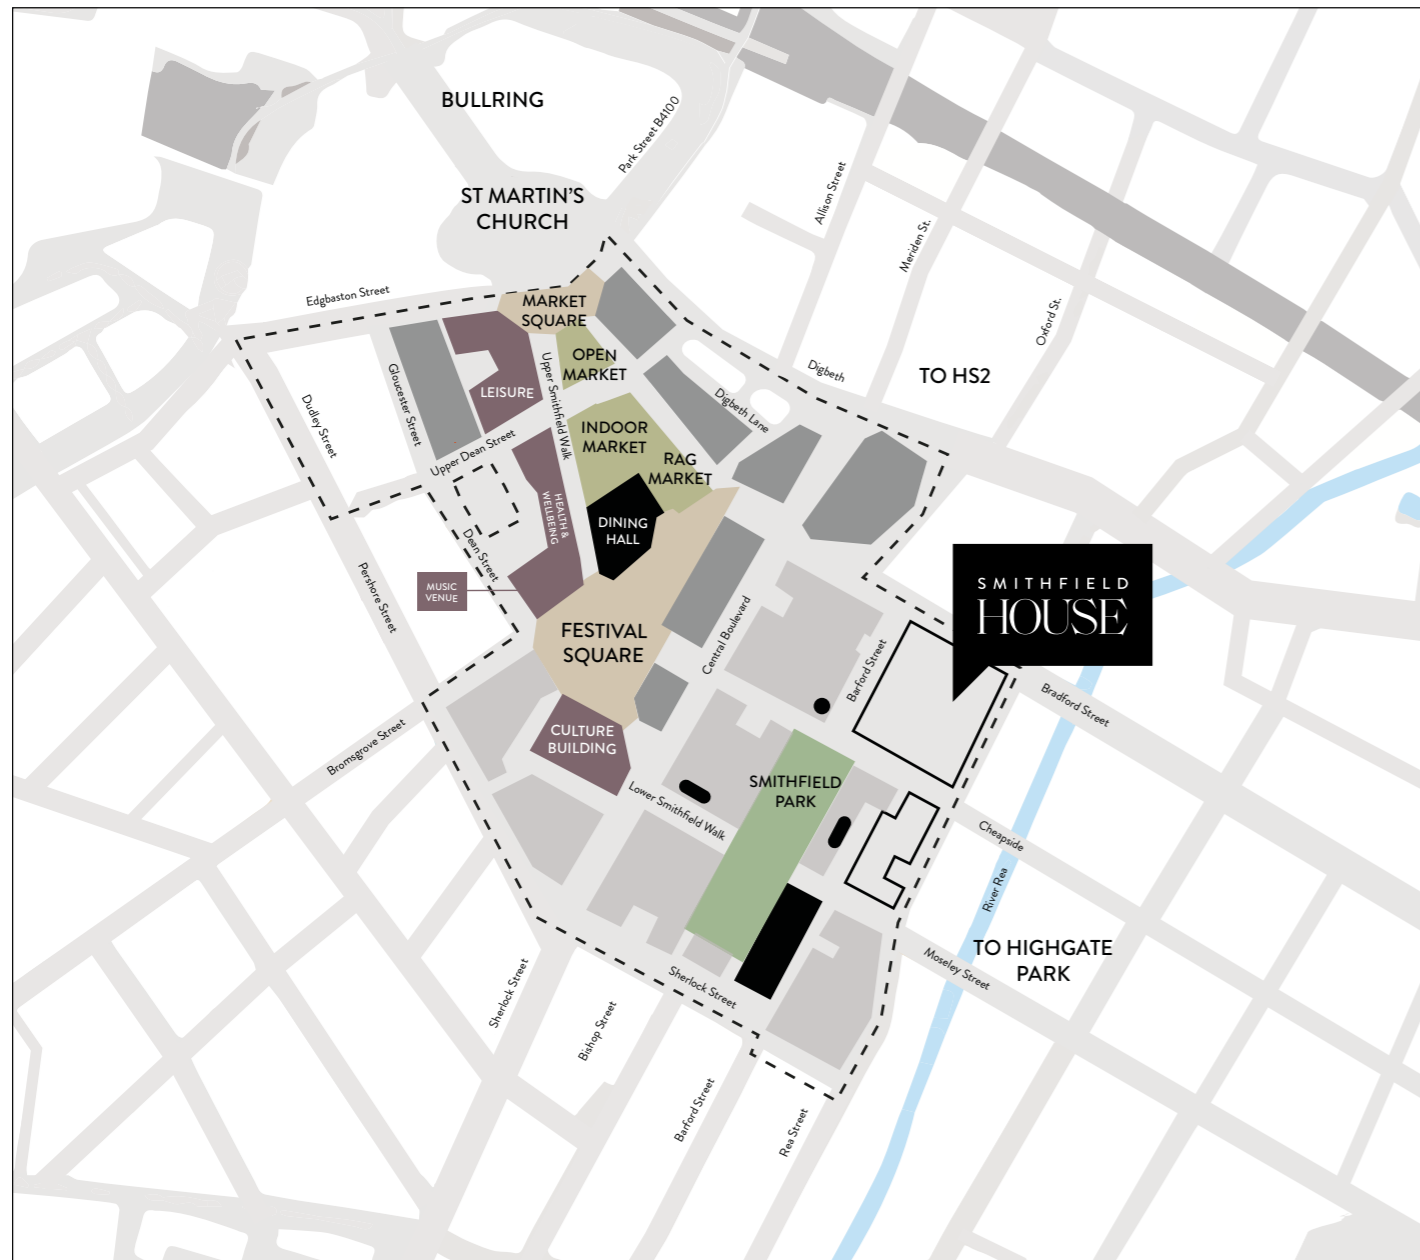 BULLRING
Park Street B4100
ST MARTIN'S
CHURCH
Allison Street
Meriden St.
Edgbaston Street
MARKET
SQUARE
Oxford St.
OPEN
MARKET
Upper Smithfield Walk
Digbeth
TO HS2
LEISURE
Gloucester Street
Dudley Street
Digbeth Lane
INDOOR
MARKET
Upper Dean Street
RAG
MARKET
HEALTH &
WELLBEING
DINING
HALL
Dean Street
MUSIC
VENUE
Pershore Street
SMITHFIELD
HOUSE
FESTIVAL
SQUARE
Central Boulevard
Barford Street
Bradford Street
Bromsgrove Street
CULTURE
BUILDING
SMITHFIELD
PARK
Lower Smithfield Walk
Cheapside
River Rea
TO HIGHGATE
PARK
Moseley Street
Sherlock Street
Sherlock Street
Bishop Street
Barford Street
Rea Street